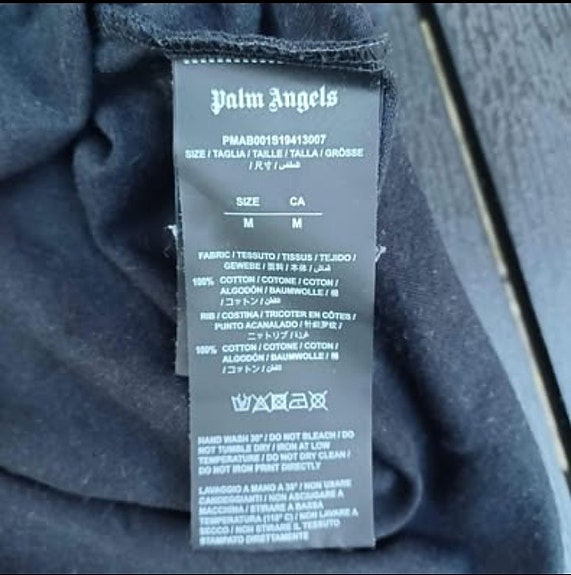 Palm Angels
PMAB001S19413007
SIZE / TAGLIA / TAILLE / TALLA / GRÖSSE
/ 尺寸 / مقاس
SIZE CA
M M
FABRIC / TESSUTO / TISSUS / TEJIDO /
GEWEBE / 面料 / 本体 / قماش
100% COTTON / COTONE / COTON /
ALGODÓN / BAUMWOLLE / 棉
/ コットン / قطن
RIB / COSTINA / TRICOTER EN CÔTES /
PUNTO ACANALADO / 针织罗纹 /
ニットリブ /
100% COTTON / COTONE / COTON /
ALGODÓN / BAUMWOLLE / 棉
/ コットン / قطن
HAND WASH 30° / DO NOT BLEACH / DO
NOT TUMBLE DRY / IRON AT LOW
TEMPERATURE / DO NOT DRY CLEAN /
DO NOT IRON PRINT DIRECTLY
LAVAGGIO A MANO A 30° / NON USARE
CANDEGGIANTI / NON ASCIUGARE A
MACCHINA / STIRARE A BASSA
TEMPERATURA (110° C) / NON LAVARE A
SECCO / NON STIRARE IL TESSUTO
STAMPATO DIRETTAMENTE